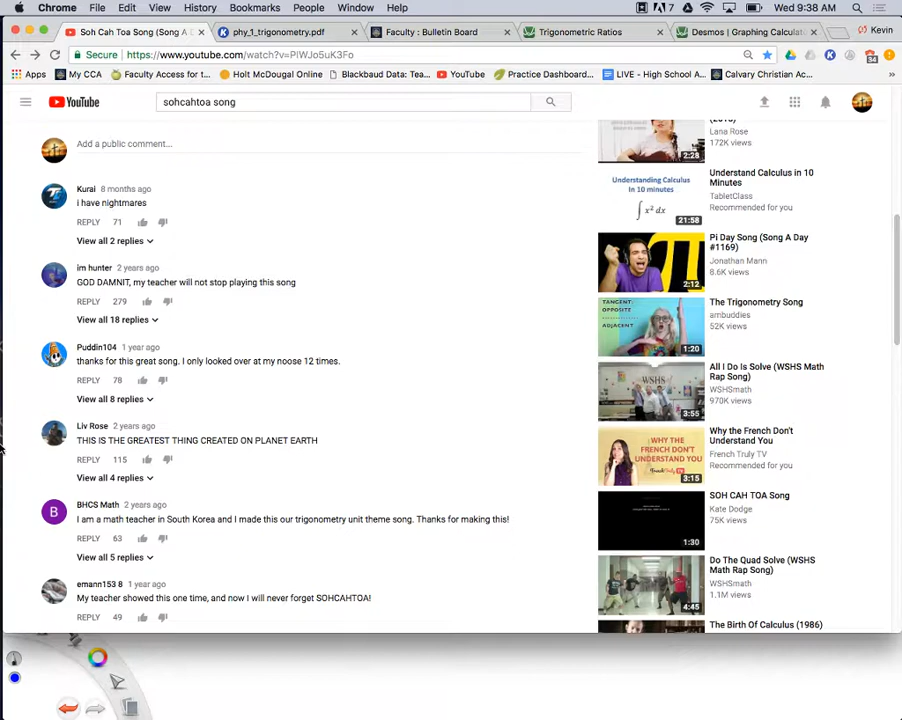 Chrome File Edit View History Bookmarks People Window Help 7 Wed 9:38 AM
Soh Cah Toa Song (Song A D phy_1_trigonometry.pdf Faculty : Bulletin Board Trigonometric Ratios Desmos | Graphing Calculat Kevin
Secure https://www.youtube.com/watch?v=PIWJo5uK3Fo
Apps My CCA Faculty Access for t... Holt McDougal Online Blackbaud Data: Tet... YouTube Practice Dashboard... LIVE - High School A... Calvary Christian Ac... 34
YouTube sohcahtoa song
Add a public comment...
Kurai 8 months ago
i have nightmares
REPLY 71
View all 2 replies
im hunter 2 years ago
GOD DAMNIT, my teacher will not stop playing this song
REPLY 279
View all 18 replies
Puddin104 1 year ago
thanks for this great song. I only looked over at my noose 12 times.
REPLY 78
View all 8 replies
Liv Rose 2 years ago
THIS IS THE GREATEST THING CREATED ON PLANET EARTH
REPLY 115
View all 4 replies
B
BHCS Math 2 years ago
I am a math teacher in South Korea and I made this our trigonometry unit theme song. Thanks for making this!
REPLY 63
View all 5 replies
emann153 8 1 year ago
My teacher showed this one time, and now I will never forget SOHCAHTOA!
REPLY 49
Lana Rose
172K views
2:28
Understanding Calculus
In 10 minutes
∫ x² dx
21:58
Understand Calculus in 10
Minutes
TabletClass
Recommended for you
2:12
Pi Day Song (Song A Day
#1169)
Jonathan Mann
8.6K views
TANGENT:
OPPOSITE
ADJACENT
1:20
The Trigonometry Song
ambuddies
52K views
WSHS
3:55
All I Do Is Solve (WSHS Math
Rap Song)
WSHSmath
970K views
WHY THE
FRENCH DON'T
UNDERSTAND
YOU
3:15
Why the French Don't
Understand You
French Truly TV
Recommended for you
1:30
SOH CAH TOA Song
Kate Dodge
75K views
4:45
Do The Quad Solve (WSHS
Math Rap Song)
WSHSmath
1.1M views
The Birth Of Calculus (1986)